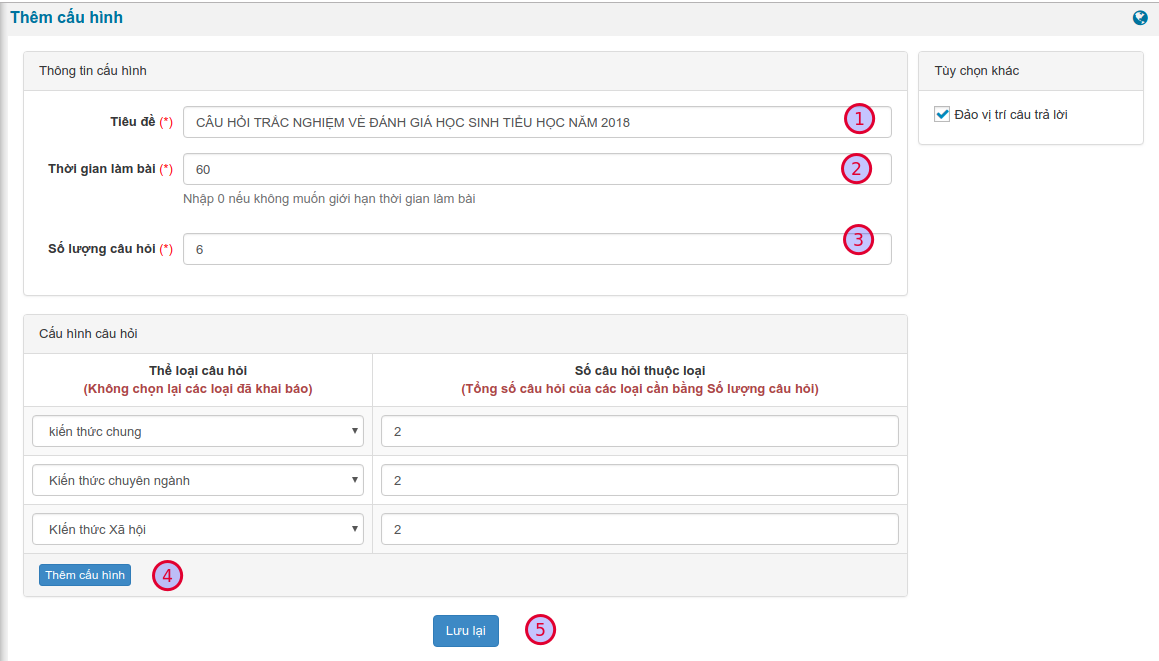 Thêm cấu hình
Thông tin cấu hình
Tiêu đề (*)
CÂU HỎI TRẮC NGHIỆM VỀ ĐÁNH GIÁ HỌC SINH TIỂU HỌC NĂM 2018
1
Thời gian làm bài (*)
60
2
Nhập 0 nếu không muốn giới hạn thời gian làm bài
Số lượng câu hỏi (*)
6
3
Tùy chọn khác
Đảo vị trí câu trả lời
Cấu hình câu hỏi
Thể loại câu hỏi
(Không chọn lại các loại đã khai báo)
Số câu hỏi thuộc loại
(Tổng số câu hỏi của các loại cần bằng Số lượng câu hỏi)
kiến thức chung
2
Kiến thức chuyên ngành
2
KIến thức Xã hội
2
Thêm cấu hình
4
Lưu lại
5